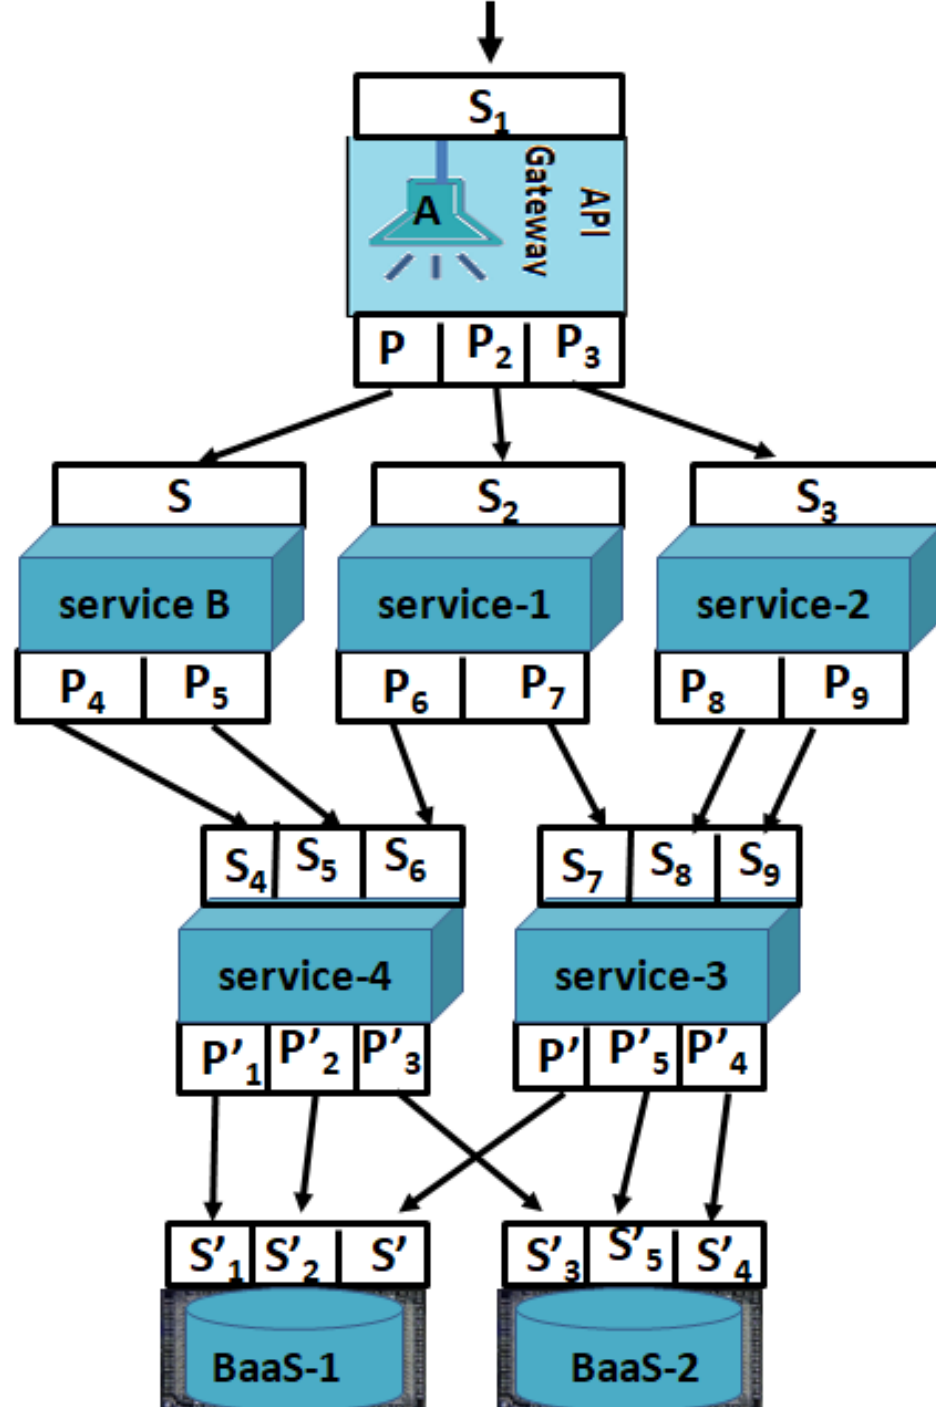 S₁
API
Gateway
A
P P₂ P₃
S S₂ S₃
service B service-1 service-2
P₄ P₅ P₆ P₇ P₈ P₉
S₄ S₅ S₆ S₇ S₈ S₉
service-4 service-3
P’₁ P’₂ P’₃ P’ P’₅ P’₄
S’₁ S’₂ S’ S’₃ S’₅ S’₄
BaaS-1 BaaS-2